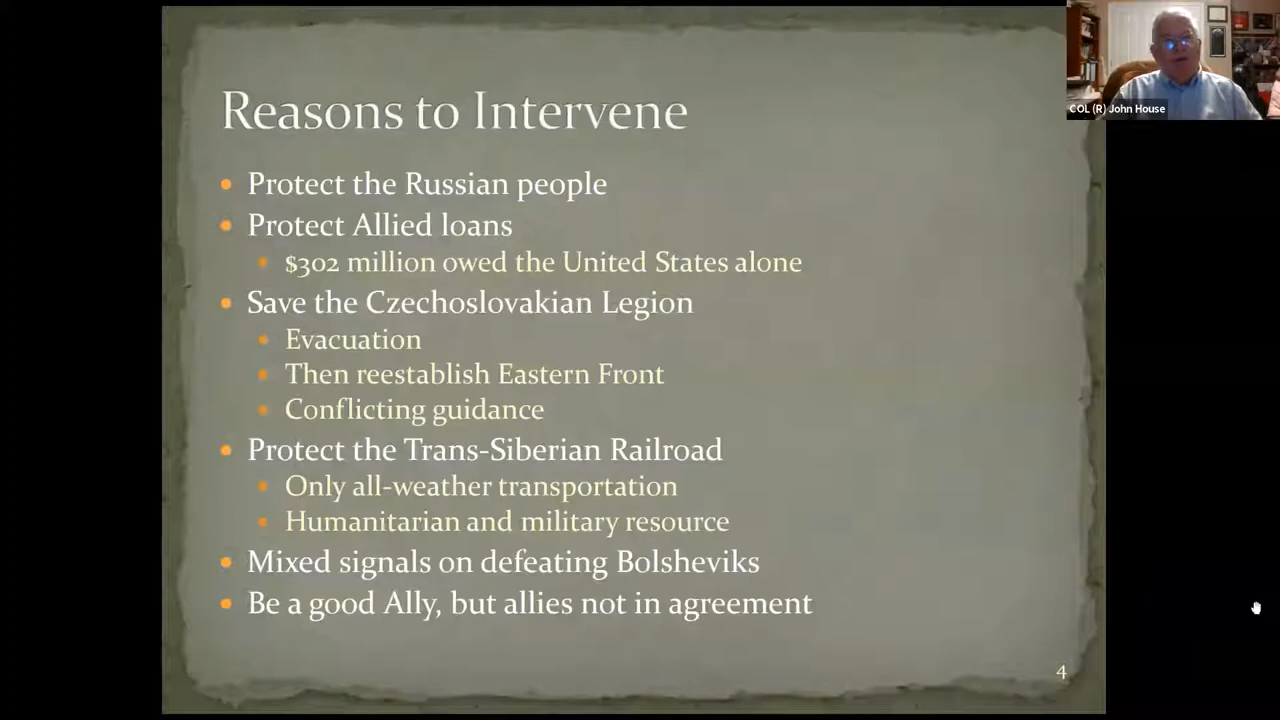 Reasons to Intervene
• Protect the Russian people
• Protect Allied loans
• $302 million owed the United States alone
• Save the Czechoslovakian Legion
• Evacuation
• Then reestablish Eastern Front
• Conflicting guidance
• Protect the Trans-Siberian Railroad
• Only all-weather transportation
• Humanitarian and military resource
• Mixed signals on defeating Bolsheviks
• Be a good Ally, but allies not in agreement
4
COL (R) John House